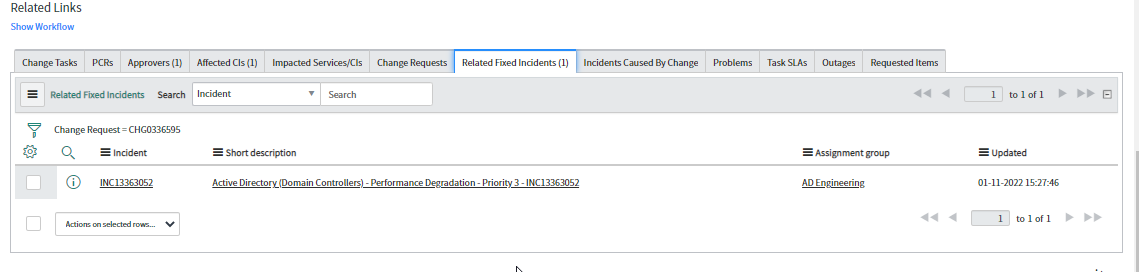 Related Links
Show Workflow
Change Tasks PCRs Approvers (1) Affected CIs (1) Impacted Services/CIs Change Requests Related Fixed Incidents (1) Incidents Caused By Change Problems Task SLAs Outages Requested Items
Related Fixed Incidents Search Incident Search 1 to 1 of 1
Change Request = CHG0336595
Incident Short description Assignment group Updated
INC13363052 Active Directory (Domain Controllers) - Performance Degradation - Priority 3 - INC13363052 AD Engineering 01-11-2022 15:27:46
Actions on selected rows... 1 to 1 of 1